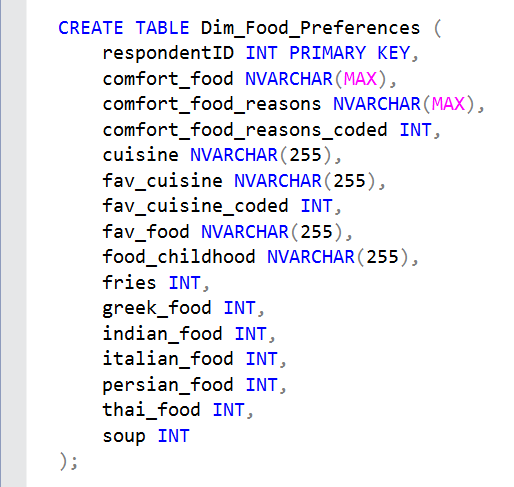 CREATE TABLE Dim_Food_Preferences (
    respondentID INT PRIMARY KEY,
    comfort_food NVARCHAR(MAX),
    comfort_food_reasons NVARCHAR(MAX),
    comfort_food_reasons_coded INT,
    cuisine NVARCHAR(255),
    fav_cuisine NVARCHAR(255),
    fav_cuisine_coded INT,
    fav_food NVARCHAR(255),
    food_childhood NVARCHAR(255),
    fries INT,
    greek_food INT,
    indian_food INT,
    italian_food INT,
    persian_food INT,
    thai_food INT,
    soup INT
);